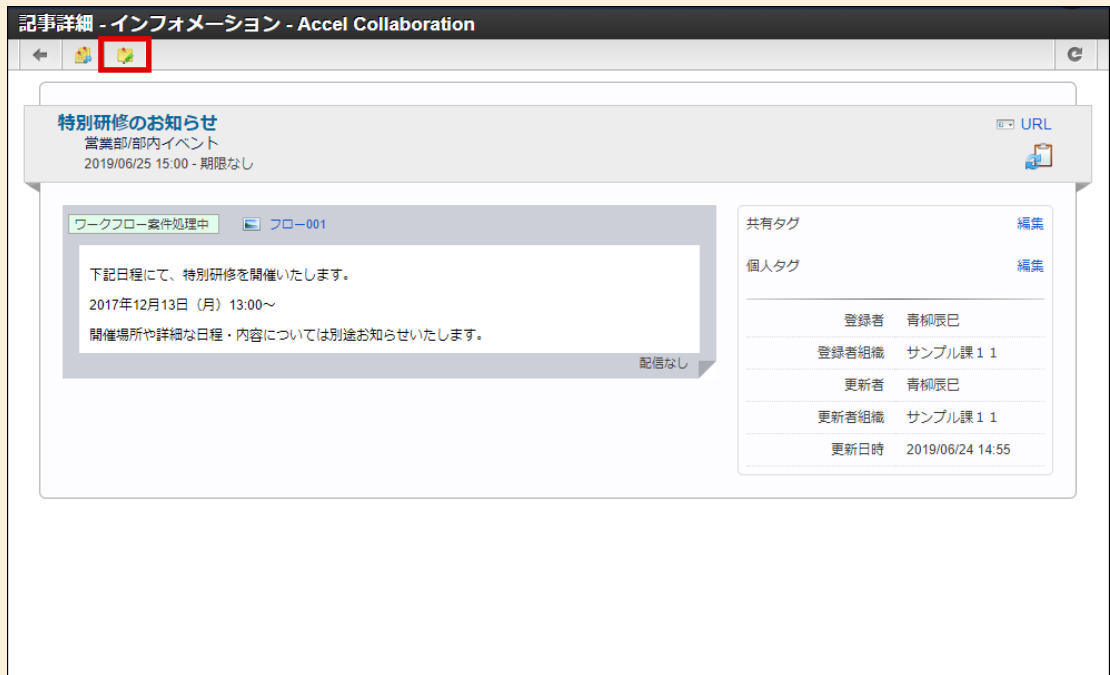 記事詳細 - インフォメーション - Accel Collaboration
特別研修のお知らせ
URL
営業部/部内イベント
2019/06/25 15:00 - 期限なし
ワークフロー案件処理中
フロー001
下記日程にて、特別研修を開催いたします。
2017年12月13日（月）13:00～
開催場所や詳細な日程・内容については別途お知らせいたします。
配信なし
共有タグ 編集
個人タグ 編集
登録者 青柳辰巳
登録者組織 サンプル課１１
更新者 青柳辰巳
更新者組織 サンプル課１１
更新日時 2019/06/24 14:55